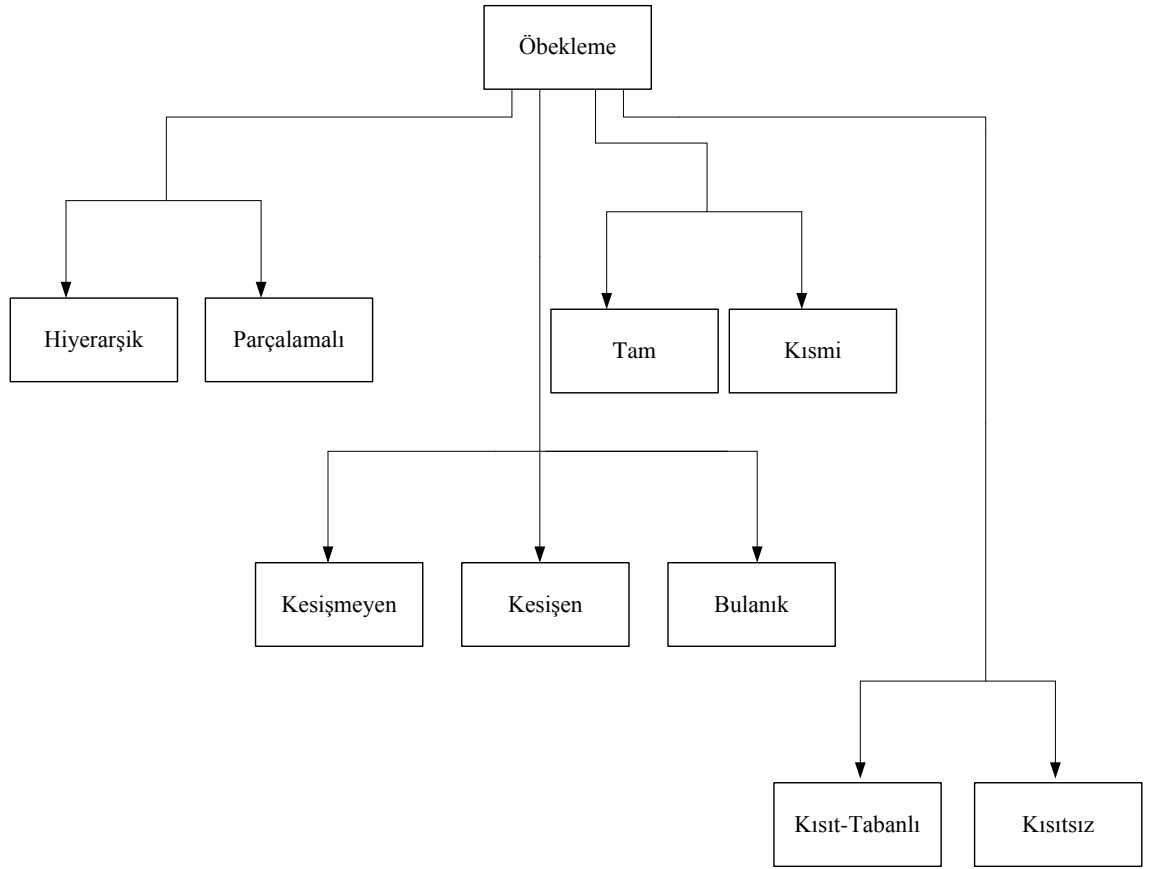 Öbekleme
Hiyerarşik
Parçalamalı
Tam
Kısmi
Kesişmeyen
Kesişen
Bulanık
Kısıt-Tabanlı
Kısıtsız